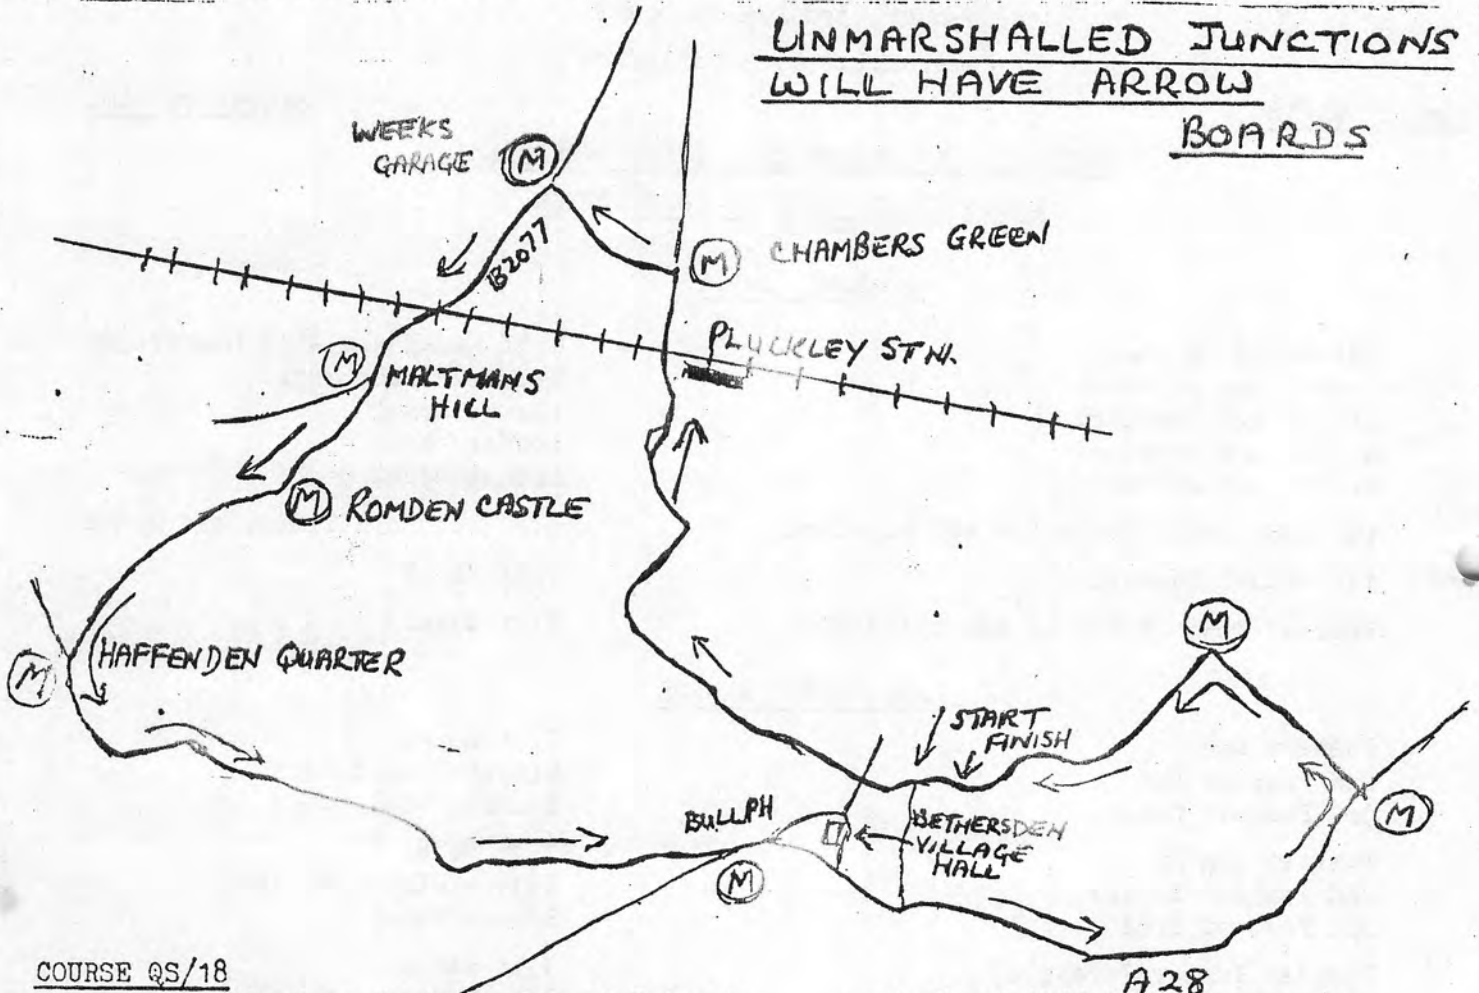 UNMARSHALLED JUNCTIONS
WILL HAVE ARROW
BOARDS
WEEKS
GARAGE
M
B2077
M
CHAMBERS GREEN
PLUCKLEY STN.
M
MALTMANS
HILL
M
ROMDEN CASTLE
M
HAFFENDEN QUARTER
M
START
FINISH
BULL PH
BETHERSDEN
VILLAGE
HALL
M
M
COURSE QS/18
A28